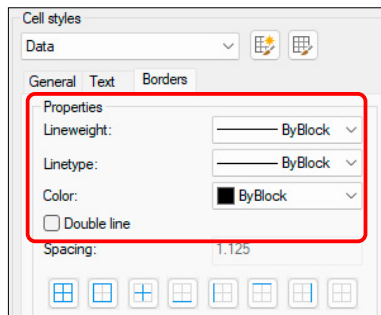 Cell styles
Data
General Text Borders
Properties
Lineweight: ByBlock
Linetype: ByBlock
Color: ByBlock
Double line
Spacing: 1.125